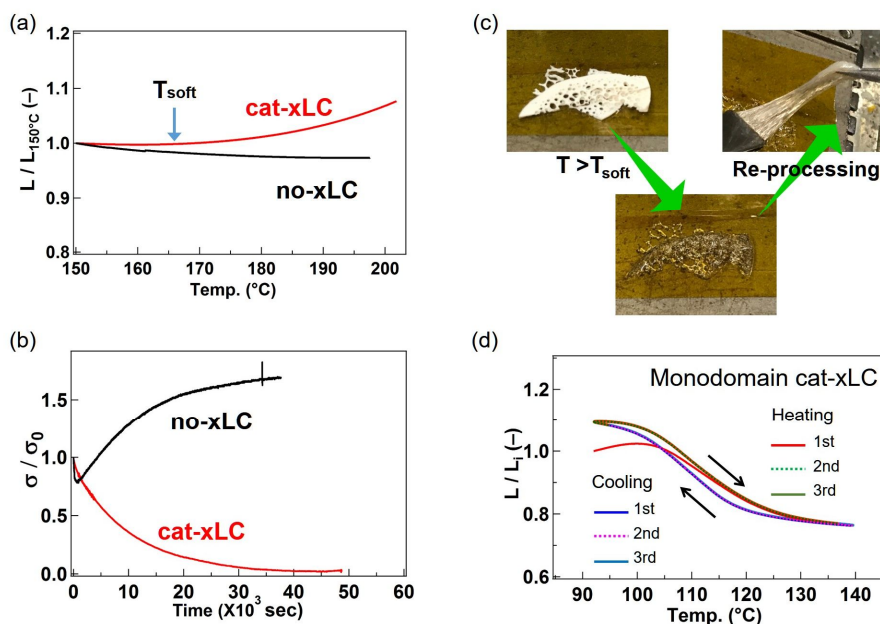 (a)
1.2
1.1
1.0
0.9
0.8
L / L150°C (–)
Tsoft
cat-xLC
no-xLC
150
160
170
180
190
200
Temp. (°C)
(b)
1.5
1.0
0.5
0.0
σ / σ0
no-xLC
cat-xLC
0
10
20
30
40
50
60
Time (X10³ sec)
(c)
T >Tsoft
Re-processing
(d)
Monodomain cat-xLC
1.2
1.0
0.8
0.6
L / Li (–)
Heating
1st
2nd
3rd
Cooling
1st
2nd
3rd
90
100
110
120
130
140
Temp. (°C)